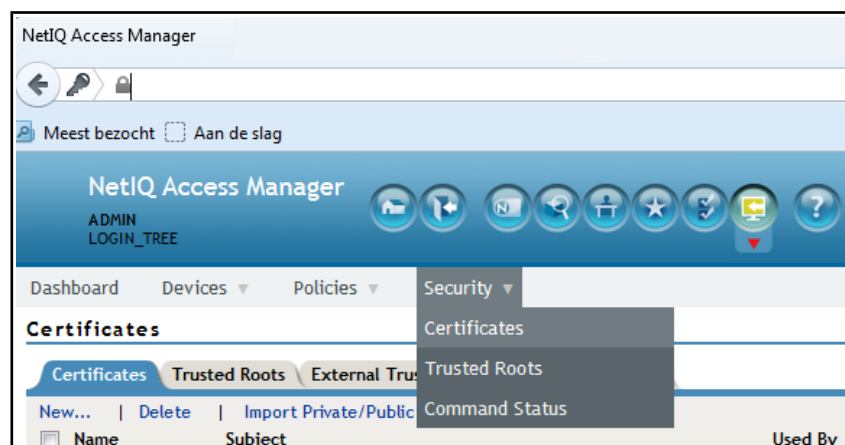 NetIQ Access Manager
Meest bezocht Aan de slag
NetIQ Access Manager
ADMIN
LOGIN_TREE
N ?
Dashboard Devices Policies Security
Certificates
Certificates
Trusted Roots
Command Status
Certificates Trusted Roots External Trus
New... | Delete | Import Private/Public
Name Subject Used By